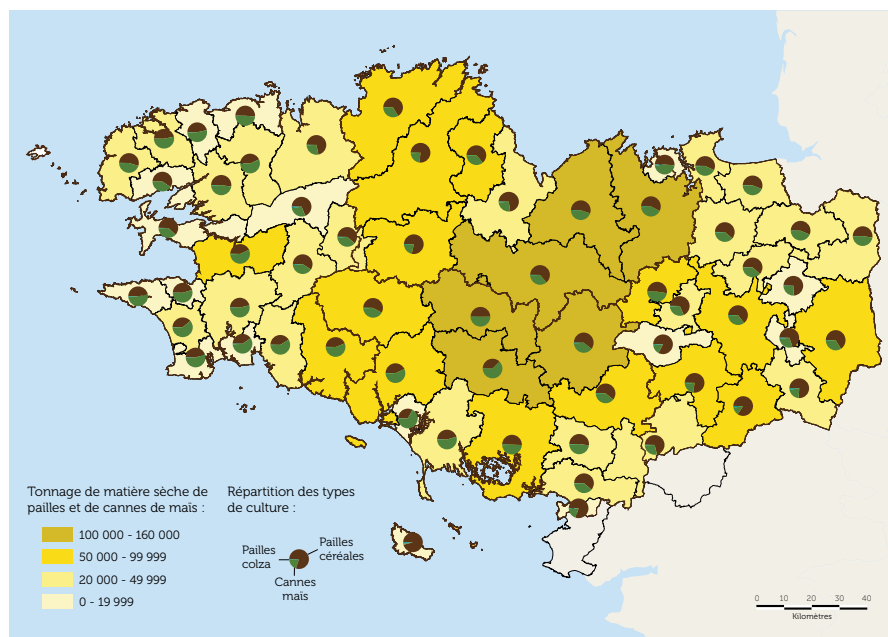 Tonnage de matière sèche de
pailles et de cannes de maïs :
100 000 - 160 000
50 000 - 99 999
20 000 - 49 999
0 - 19 999
Répartition des types
de culture :
Pailles
céréales
Pailles
colza
Cannes
maïs
0 10 20 30 40
Kilomètres